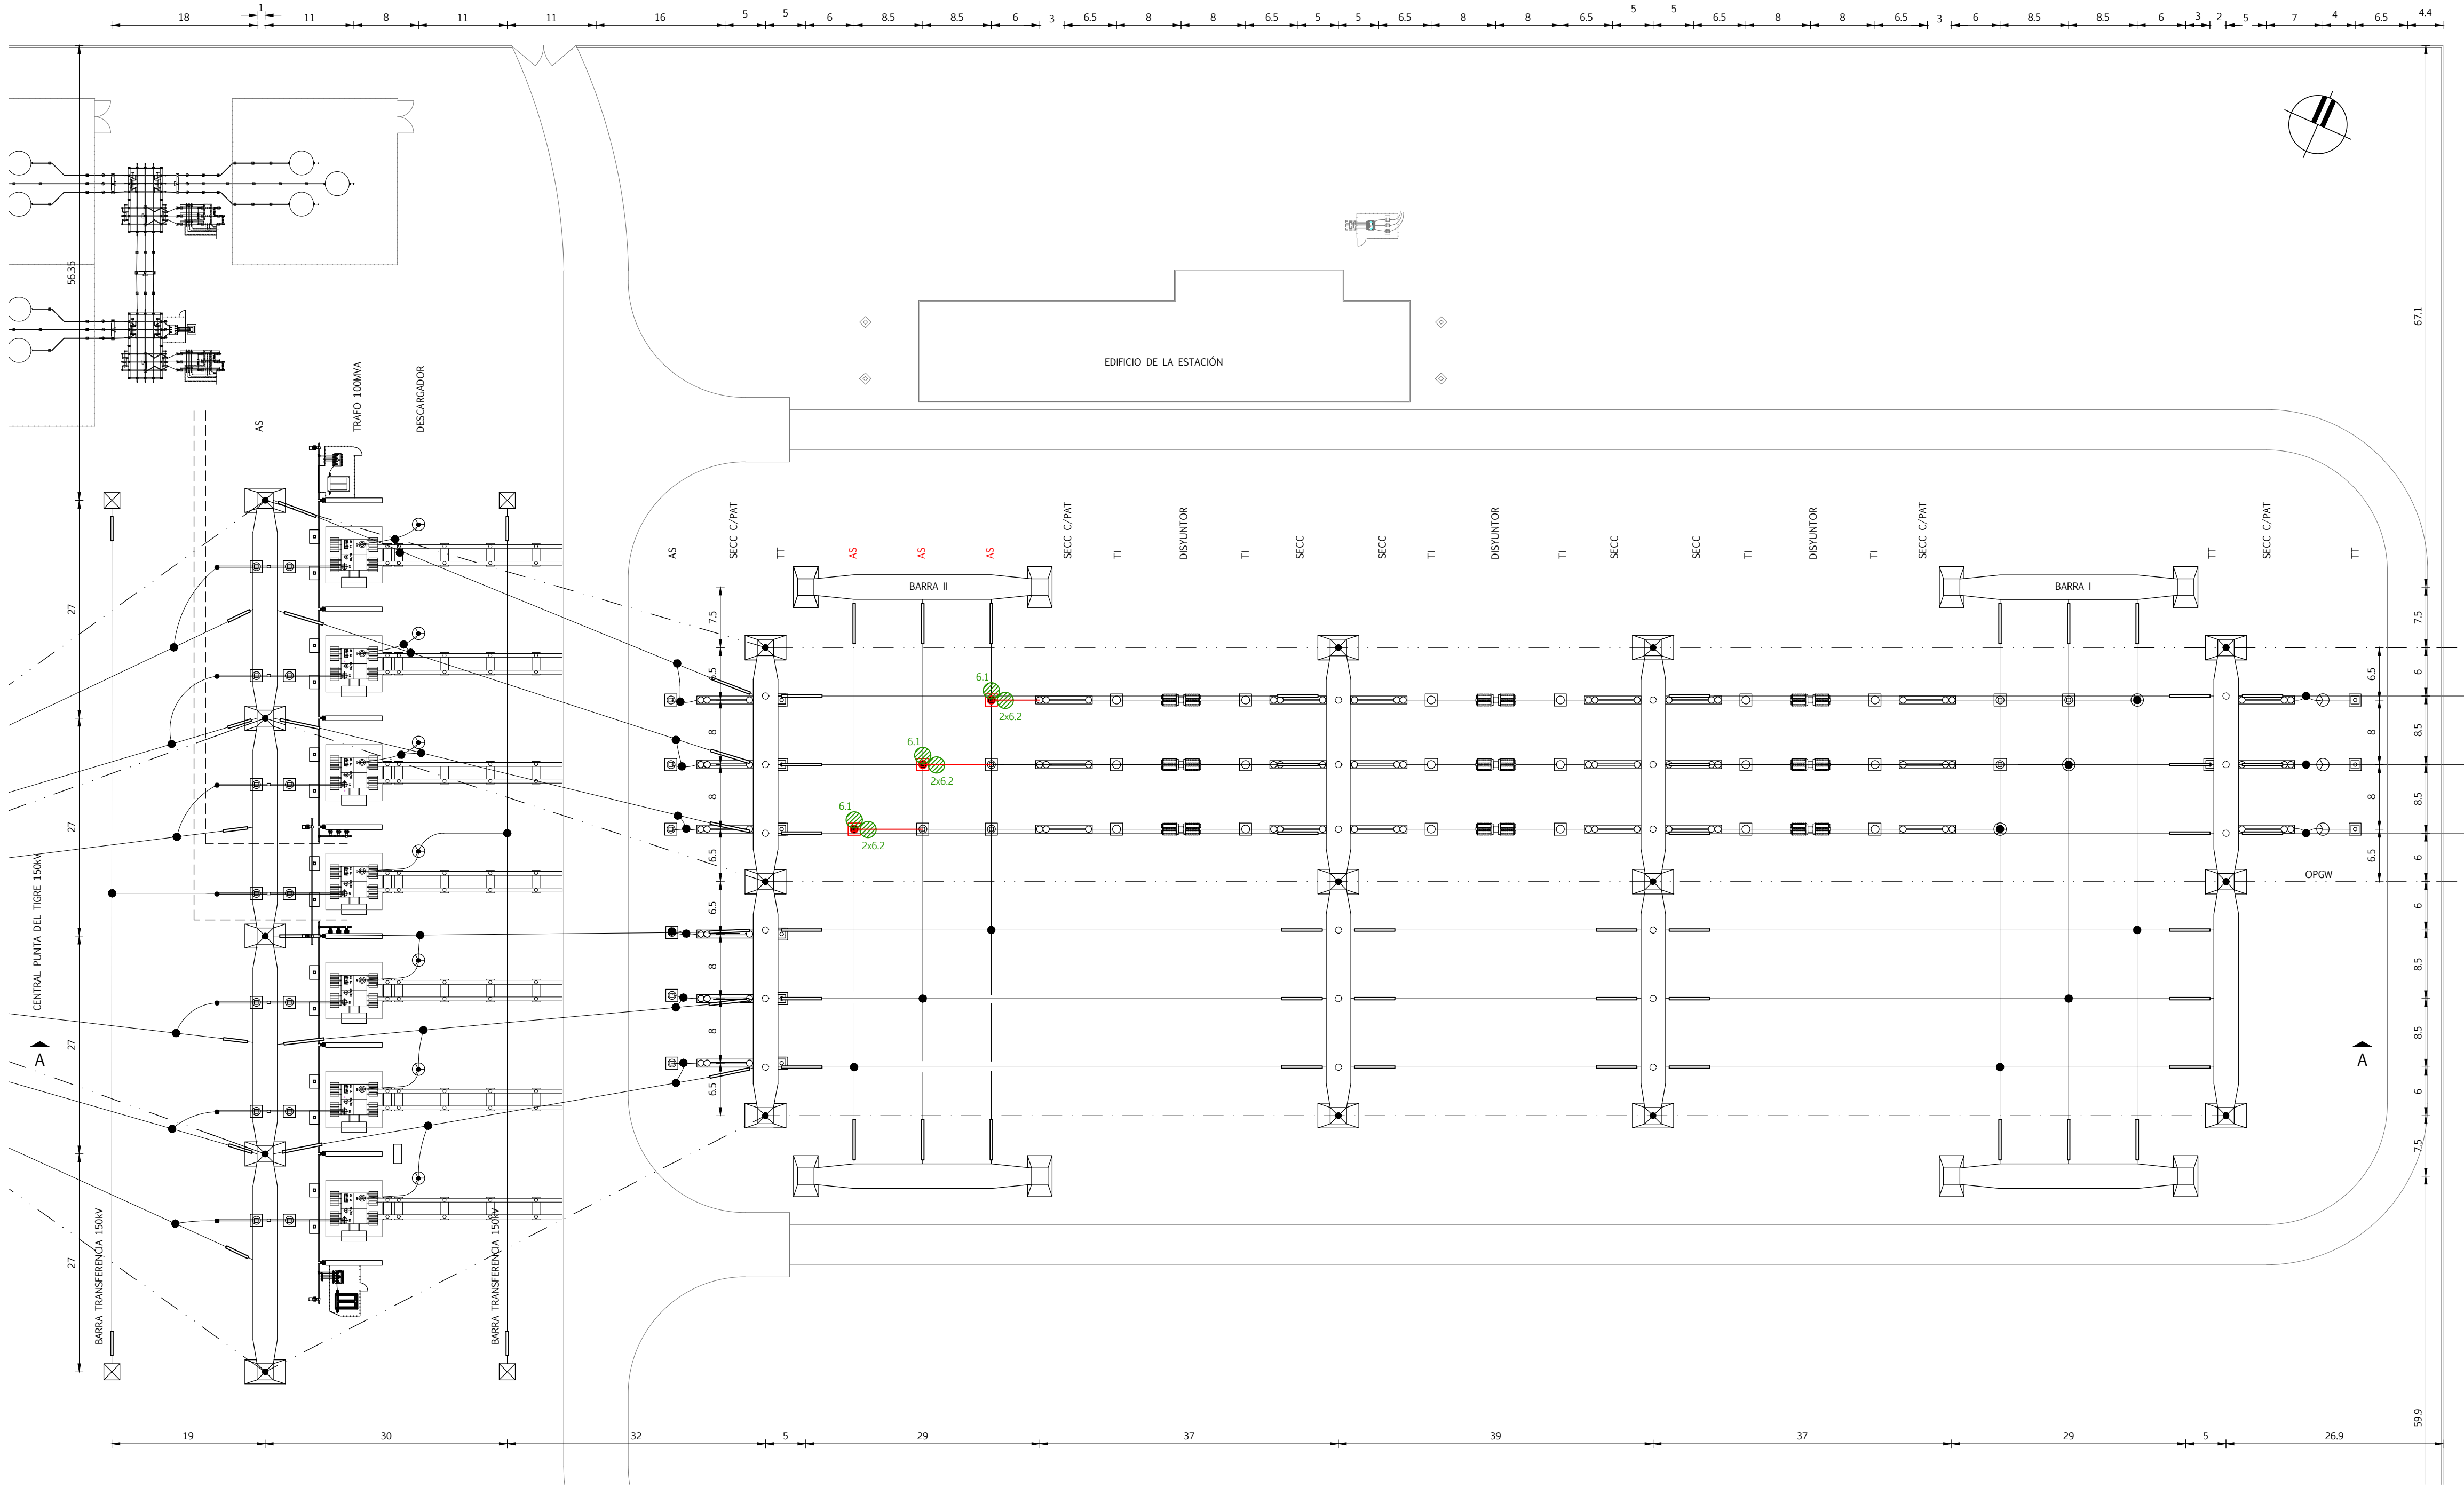 18 1 11 8 11 11 16 5 5 6 8.5 8.5 6 3 6.5 8 8 6.5 5 5 6.5 8 8 6.5 5 5 6.5 8 8 6.5 3 6 8.5 8.5 6 3 2 5 7 4 6.5 4.4
56.35
67.1
EDIFICIO DE LA ESTACIÓN
AS
TRAFO 100MVA
DESCARGADOR
AS
SECC C/PAT
TT
AS
AS
AS
SECC C/PAT
TI
DISYUNTOR
TI
SECC
SECC
TI
DISYUNTOR
TI
SECC
SECC
TI
DISYUNTOR
TI
SECC C/PAT
TT
SECC C/PAT
TT
BARRA II
BARRA I
27
27
27
27
7.5
6.5
8
8
6.5
6.5
8
8
6.5
6.1
2x6.2
6.1
2x6.2
6.1
2x6.2
6.5
8
8
6.5
7.5
6
8.5
8.5
6
6
8.5
8.5
6
7.5
59.9
OPGW
CENTRAL PUNTA DEL TIGRE 150kV
A
A
BARRA TRANSFERENCIA 150kV
BARRA TRANSFERENCIA 150kV
19 30 32 5 29 37 39 37 29 5 26.9